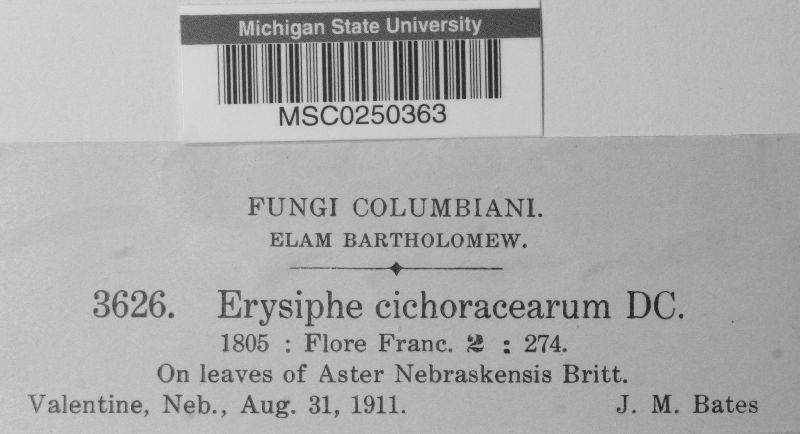 Michigan State University
MSC0250363
FUNGI COLUMBIANI.
ELAM BARTHOLOMEW.
3626. Erysiphe cichoracearum DC.
1805 : Flore Franc. 2 : 274.
On leaves of Aster Nebraskensis Britt.
Valentine, Neb., Aug. 31, 1911. J. M. Bates